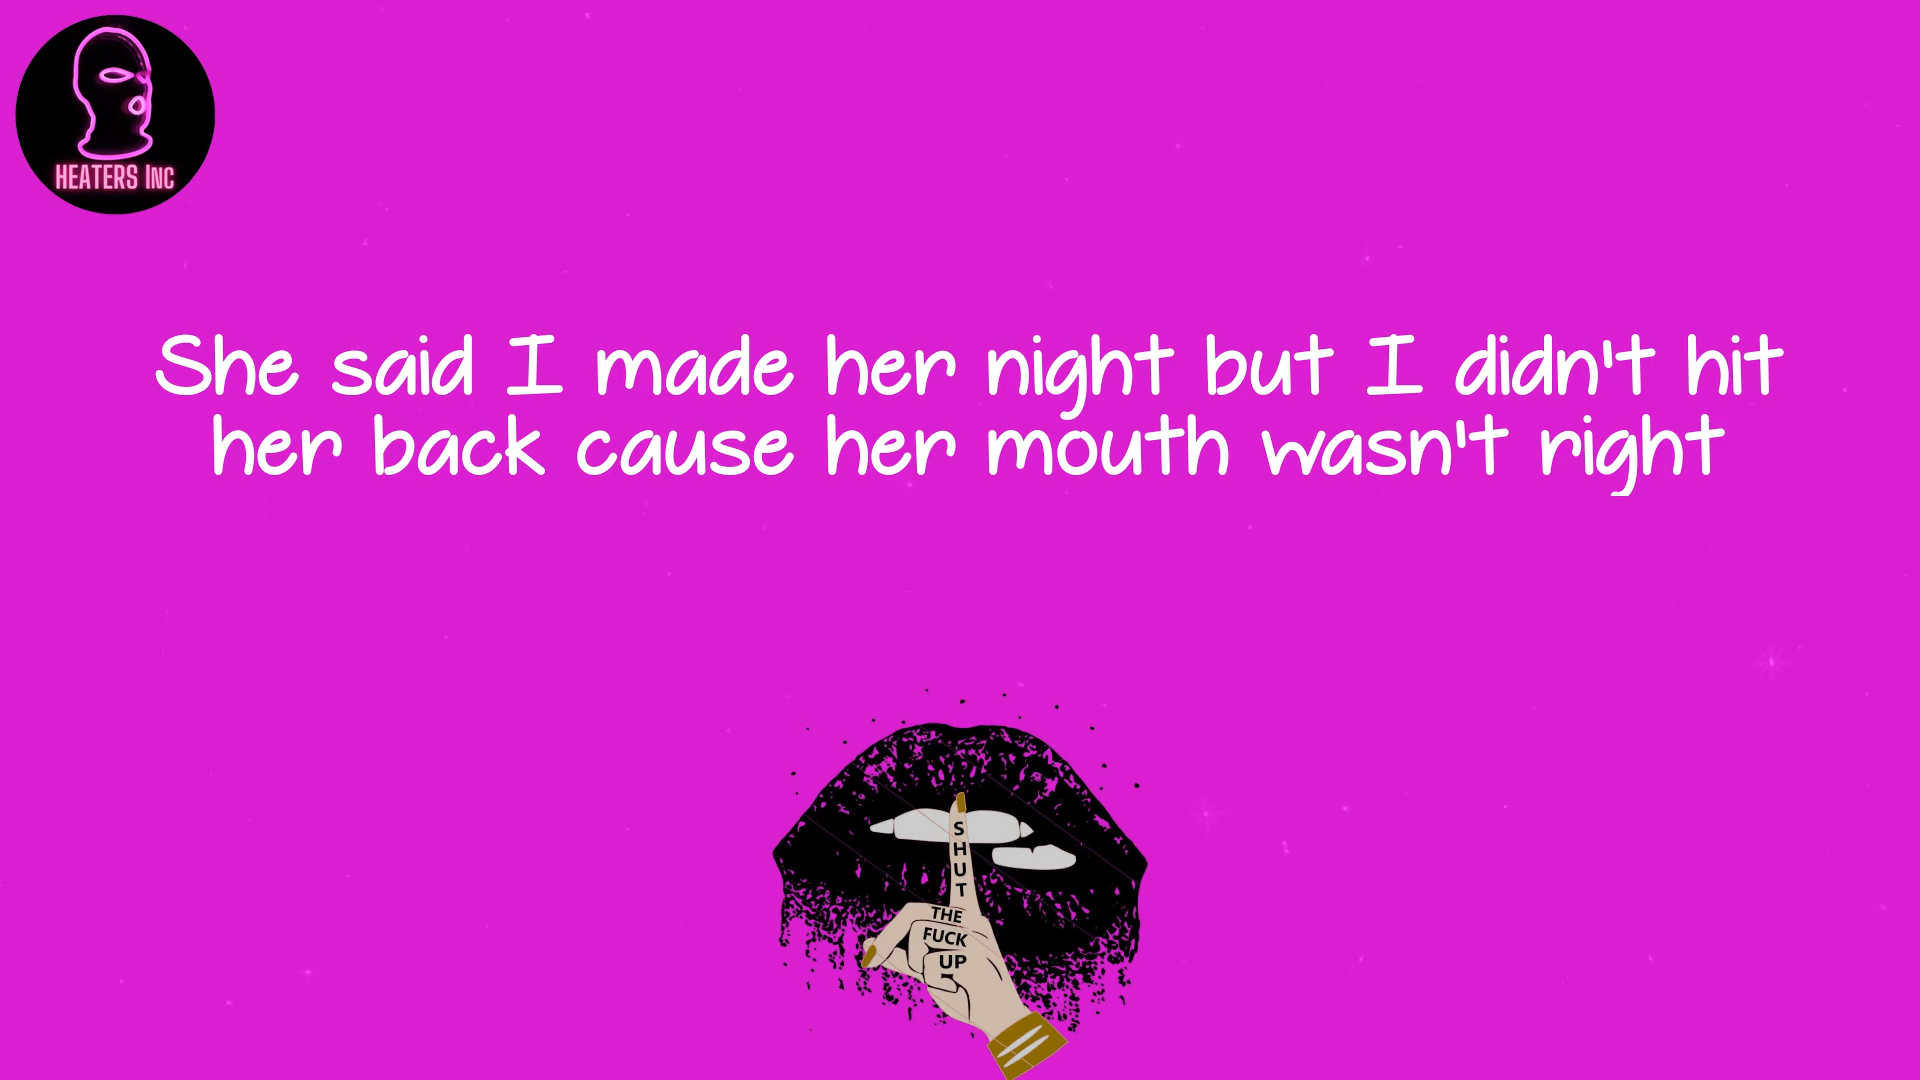 HEATERS INC
She said I made her night but I didn't hit
her back cause her mouth wasn't right
S
H
U
T
THE
FUCK
UP